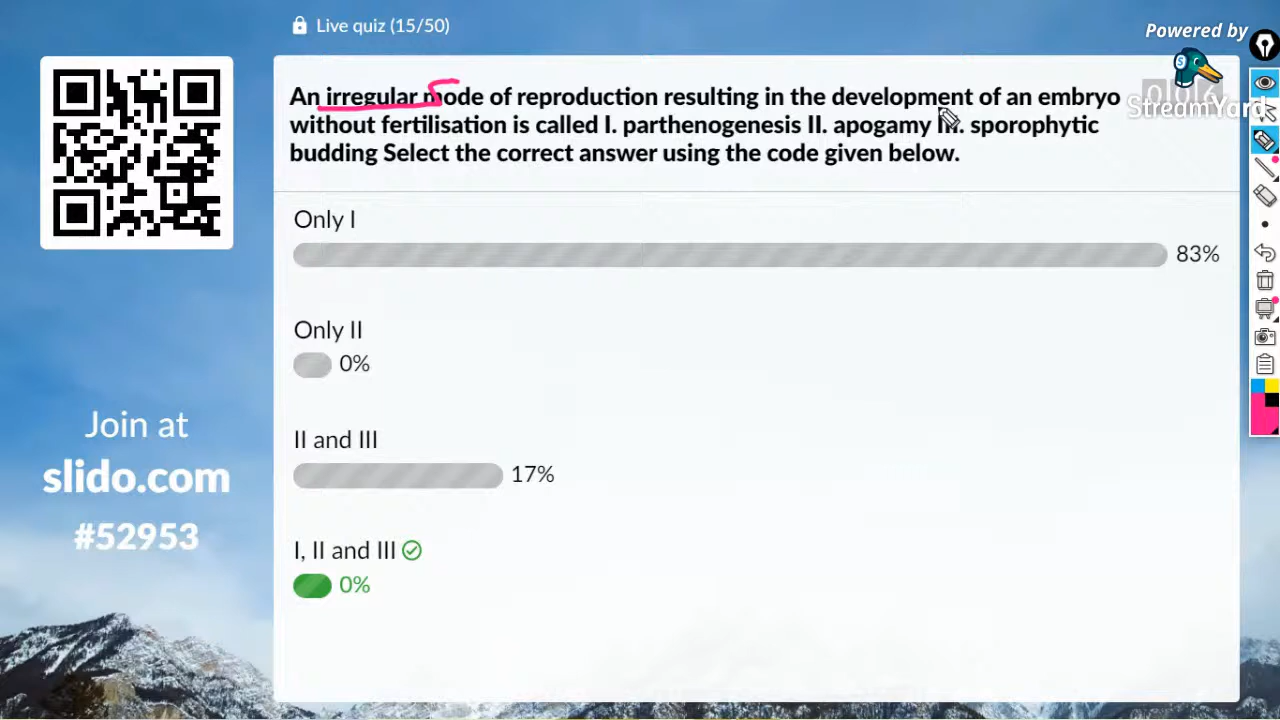 Live quiz (15/50)
Powered by
StreamYard
An irregular mode of reproduction resulting in the development of an embryo
without fertilisation is called I. parthenogenesis II. apogamy III. sporophytic
budding Select the correct answer using the code given below.
Only I
83%
Only II
0%
II and III
17%
I, II and III
0%
Join at
slido.com
#52953